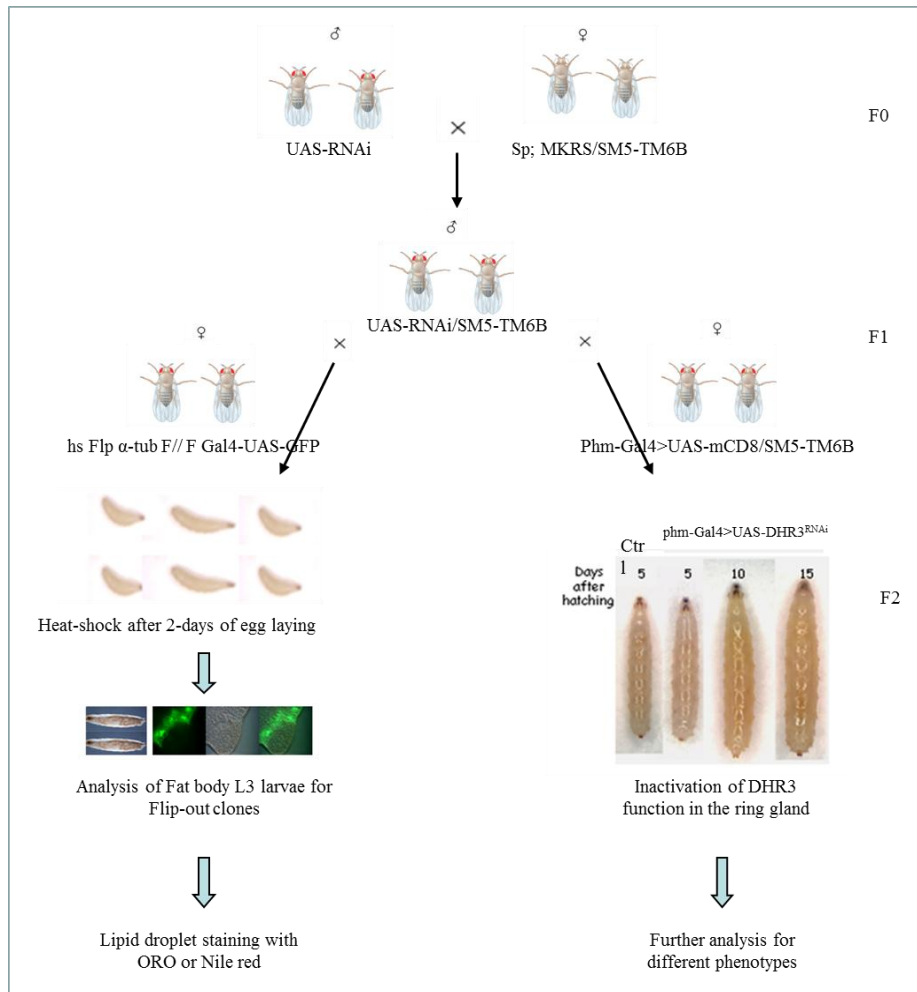 ♂
♀
F0
×
UAS-RNAi
Sp; MKRS/SM5-TM6B
♂
UAS-RNAi/SM5-TM6B
♀
×
×
♀
F1
hs Flp α-tub F// F Gal4-UAS-GFP
Phm-Gal4>UAS-mCD8/SM5-TM6B
phm-Gal4>UAS-DHR3RNAi
Ctr
l
Days
after
hatching
5
5
10
15
F2
Heat-shock after 2-days of egg laying
Analysis of Fat body L3 larvae for
Flip-out clones
Inactivation of DHR3
function in the ring gland
Lipid droplet staining with
ORO or Nile red
Further analysis for
different phenotypes